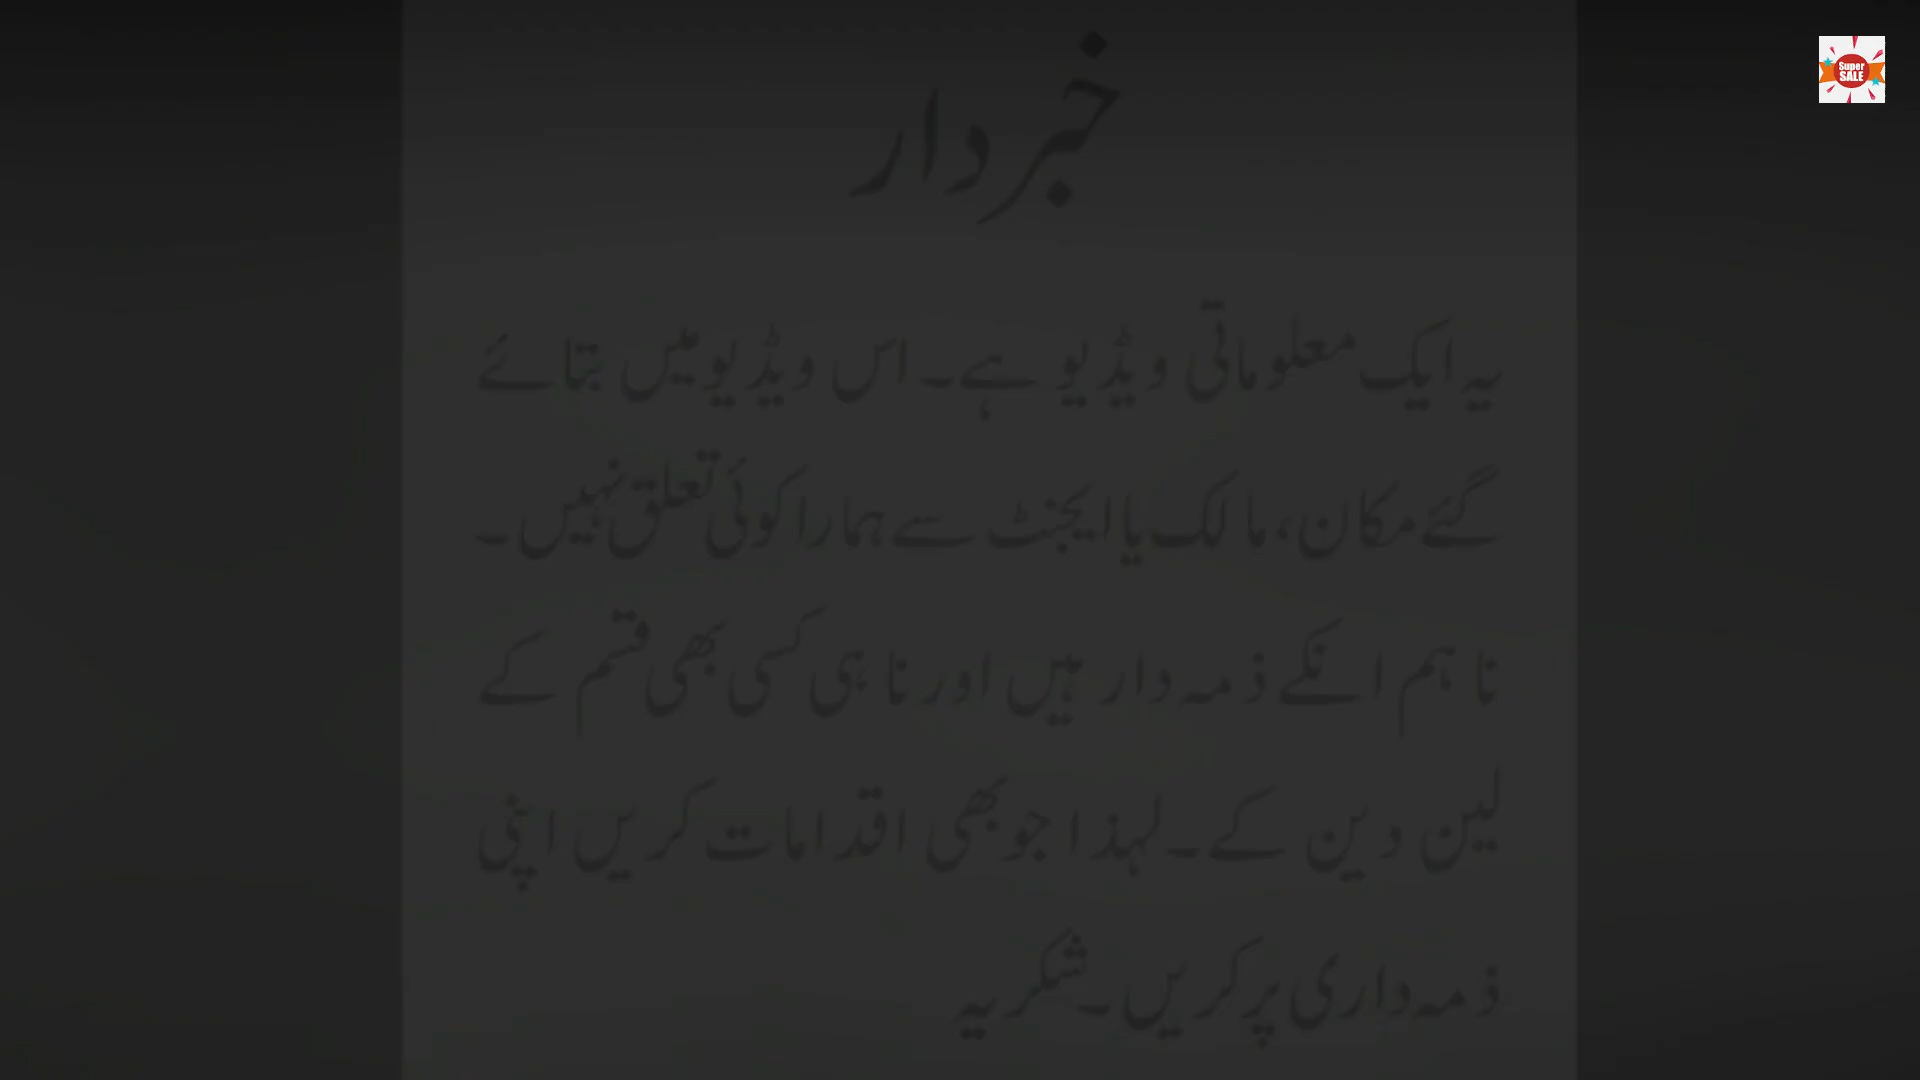 خبردار
یہ ایک معلوماتی ویڈیو ہے۔ اس ویڈیو میں بتائے
گئے مکان، مالک یا ایجنٹ سے ہمارا کوئی تعلق نہیں۔
نا ہم انکے ذمہ دار ہیں اور نا ہی کسی بھی قسم کے
لین دین کے۔ لہذا جو بھی اقدامات کریں اپنی
ذمہ داری پر کریں۔ شکریہ
Super
SALE